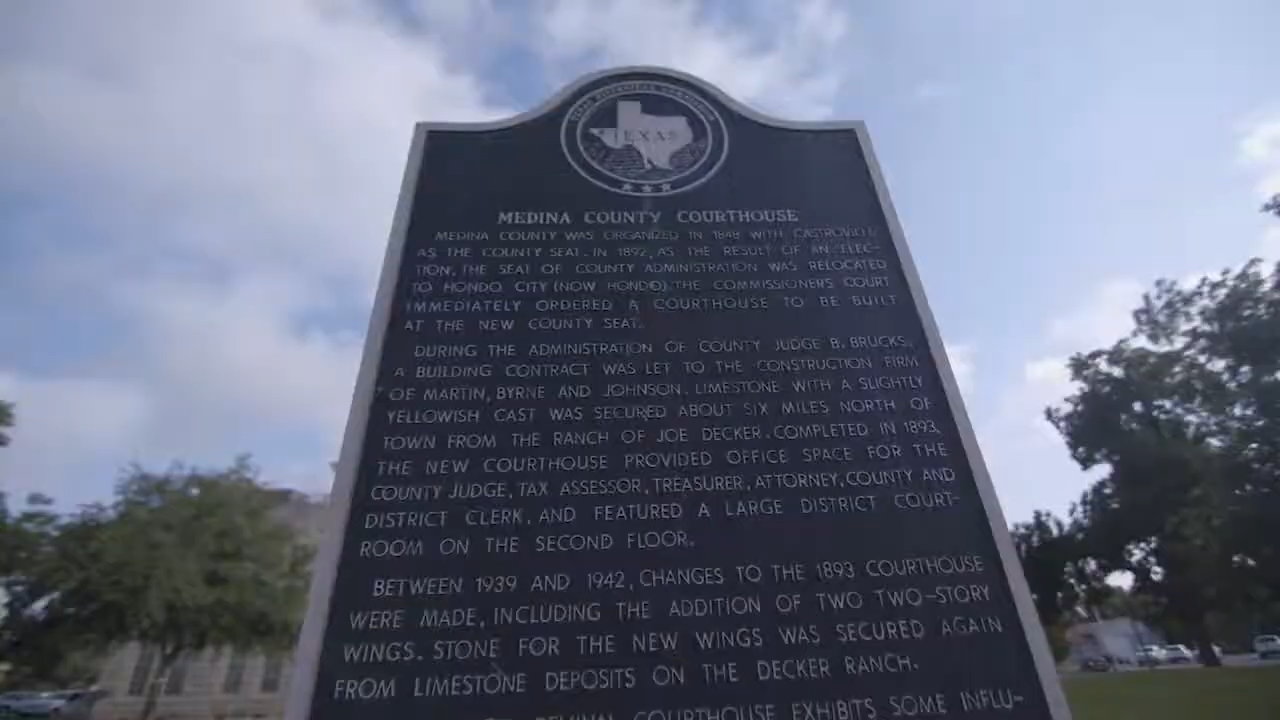 TEXAS HISTORICAL COMMISSION
TEXAS
MEDINA COUNTY COURTHOUSE
MEDINA COUNTY WAS ORGANIZED IN 1848 WITH CASTROVILLE
AS THE COUNTY SEAT. IN 1892, AS THE RESULT OF AN ELEC-
TION, THE SEAT OF COUNTY ADMINISTRATION WAS RELOCATED
TO HONDO CITY (NOW HONDO). THE COMMISSIONERS COURT
IMMEDIATELY ORDERED A COURTHOUSE TO BE BUILT
AT THE NEW COUNTY SEAT.
DURING THE ADMINISTRATION OF COUNTY JUDGE B. BRUCKS,
A BUILDING CONTRACT WAS LET TO THE CONSTRUCTION FIRM
OF MARTIN, BYRNE AND JOHNSON. LIMESTONE WITH A SLIGHTLY
YELLOWISH CAST WAS SECURED ABOUT SIX MILES NORTH OF
TOWN FROM THE RANCH OF JOE DECKER. COMPLETED IN 1893,
THE NEW COURTHOUSE PROVIDED OFFICE SPACE FOR THE
COUNTY JUDGE, TAX ASSESSOR, TREASURER, ATTORNEY, COUNTY AND
DISTRICT CLERK, AND FEATURED A LARGE DISTRICT COURT-
ROOM ON THE SECOND FLOOR.
BETWEEN 1939 AND 1942, CHANGES TO THE 1893 COURTHOUSE
WERE MADE, INCLUDING THE ADDITION OF TWO TWO-STORY
WINGS. STONE FOR THE NEW WINGS WAS SECURED AGAIN
FROM LIMESTONE DEPOSITS ON THE DECKER RANCH.
REVIVAL COURTHOUSE EXHIBITS SOME INFLU-